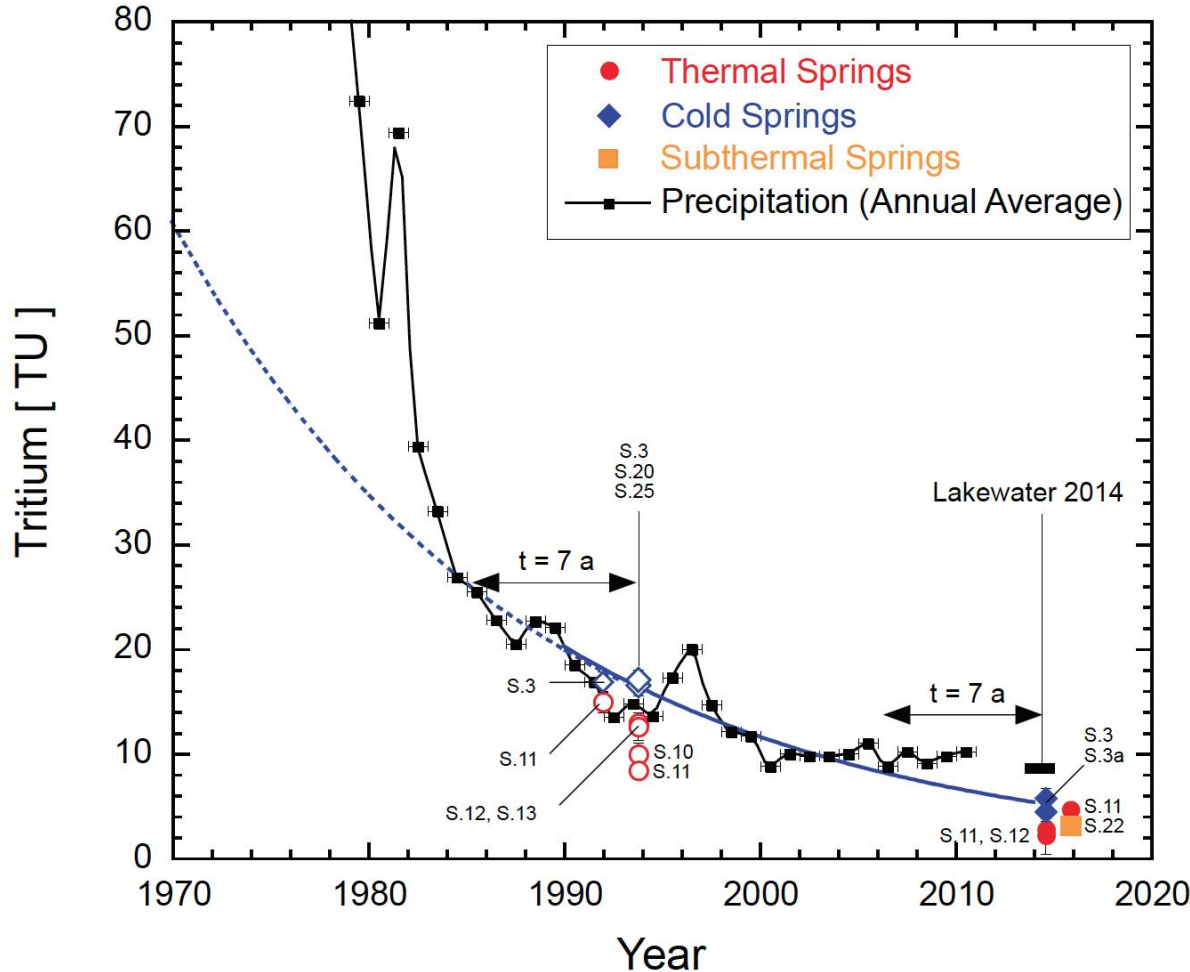 80
70
60
50
40
30
20
10
0
Tritium [ TU ]
Thermal Springs
Cold Springs
Subthermal Springs
Precipitation (Annual Average)
S.3
S.20
S.25
Lakewater 2014
t = 7 a
t = 7 a
S.3
S.11
S.10
S.11
S.12, S.13
S.3
S.3a
S.11
S.22
S.11, S.12
1970
1980
1990
2000
2010
2020
Year